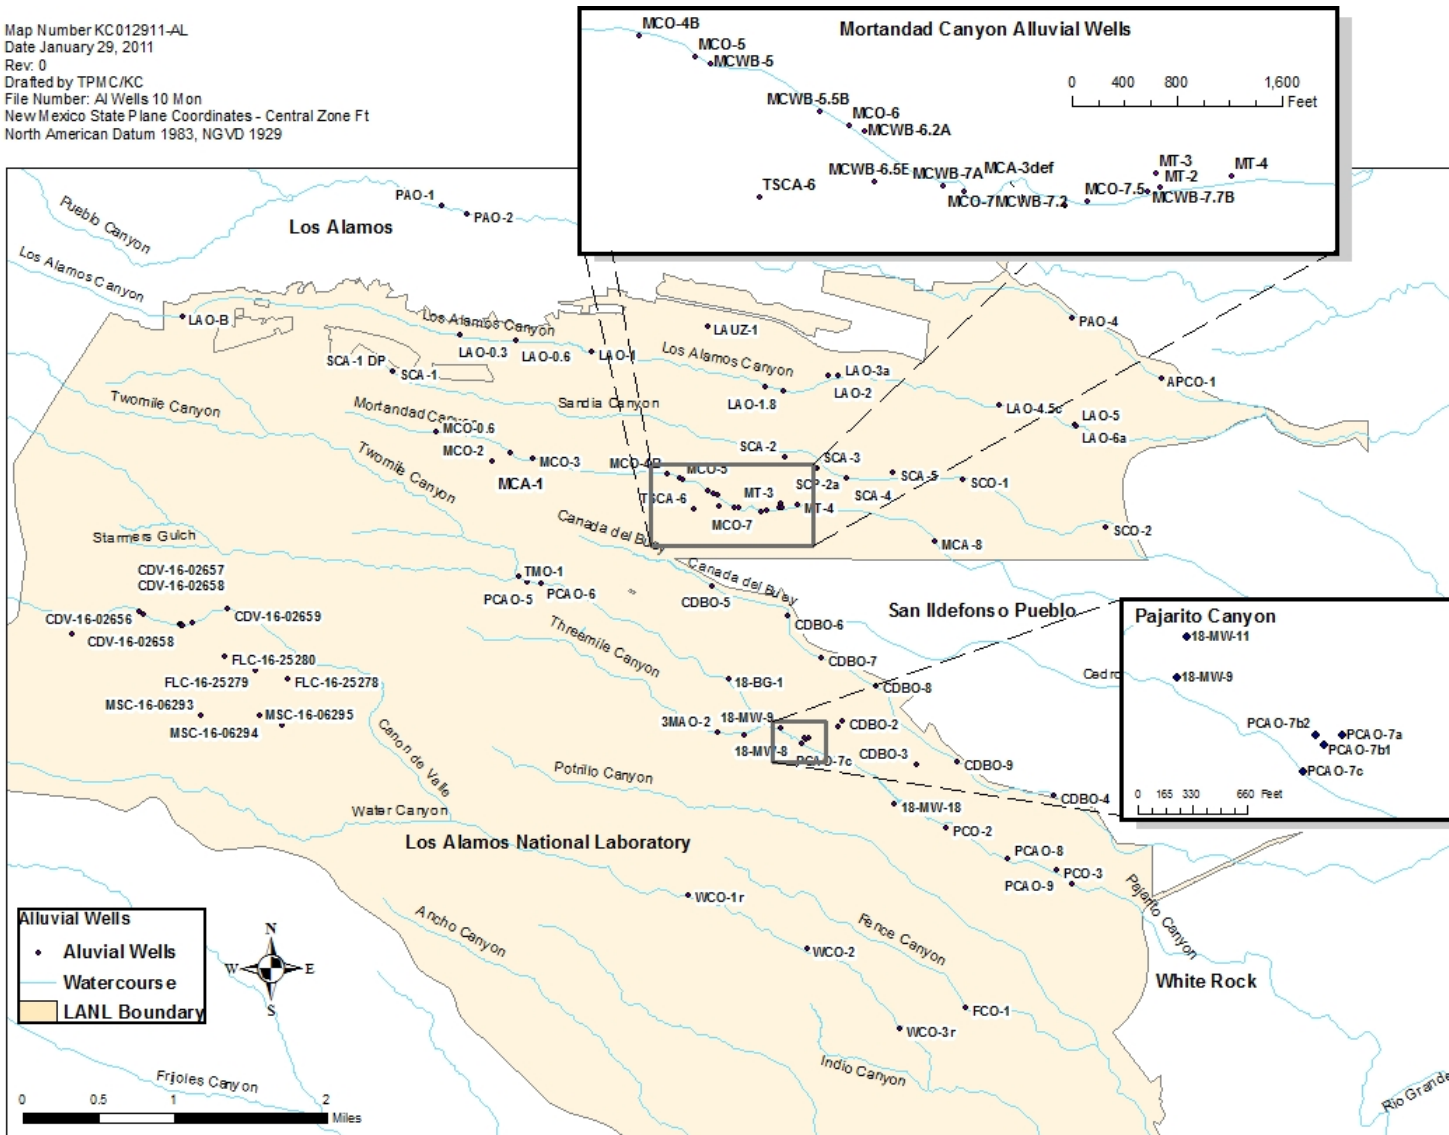 Map Number KC012911-AL
Date January 29, 2011
Rev: 0
Drafted by TPMC/KC
File Number: Al Wells 10 Mon
New Mexico State Plane Coordinates - Central Zone Ft
North American Datum 1983, NGVD 1929
Mortandad Canyon Alluvial Wells
MCO-4B
MCO-5
MCWB-5
0 400 800 1,600
Feet
MCWB-5.5B
MCO-6
MCWB-6.2A
MCWB-6.5E
MCWB-7A
MCA-3def
MT-3
MT-4
MT-2
TSCA-6
MCO-7
MCWB-7.2
MCO-7.5
MCWB-7.7B
PAO-1
PAO-2
Pueblo Canyon
Los Alamos
Los Alamos Canyon
LAO-B
Los Alamos Canyon
LAUZ-1
PAO-4
LAO-0.3
LAO-0.6
LAO-1
Los Alamos Canyon
SCA-1 DP
SCA-1
LAO-3a
APCO-1
LAO-2
LAO-1.8
Twomile Canyon
Mortandad Canyon
Sandia Canyon
LAO-4.5c
LAO-5
LAO-6a
MCO-0.6
MCO-2
MCO-3
MCA-1
SCA-2
SCA-3
MCO-4B
MCO-5
SCA-5
SCO-1
SCP-2a
SCA-4
TSCA-6
MT-3
MT-4
MCO-7
Twomile Canyon
Canada del Buey
SCO-2
MCA-8
Starmers Gulch
Canada del Buey
CDV-16-02657
CDV-16-02658
TMO-1
PCAO-5
PCAO-6
CDBO-5
San Ildefonso Pueblo
CDV-16-02656
CDV-16-02659
CDV-16-02658
Threemile Canyon
CDBO-6
Pajarito Canyon
18-MW-11
FLC-16-25280
FLC-16-25279
FLC-16-25278
CDBO-7
18-BG-1
CDBO-8
Cedro
18-MW-9
MSC-16-06293
MSC-16-06295
MSC-16-06294
3MAO-2
18-MW-9
CDBO-2
PCAO-7b2
PCAO-7a
PCAO-7b1
18-MW-8
PCAO-7c
CDBO-3
CDBO-9
PCAO-7c
0 165 330 660 Feet
Canon de Valle
Potrillo Canyon
CDBO-4
Water Canyon
18-MW-18
PCO-2
Los Alamos National Laboratory
PCAO-8
PCO-3
PCAO-9
Pajarito Canyon
WCO-1r
Ancho Canyon
Fence Canyon
WCO-2
White Rock
Alluvial Wells
Aluvial Wells
Watercourse
LANL Boundary
N
W E
S
FCO-1
WCO-3r
Indio Canyon
Frijoles Canyon
Rio Grande
0 0.5 1 2
Miles